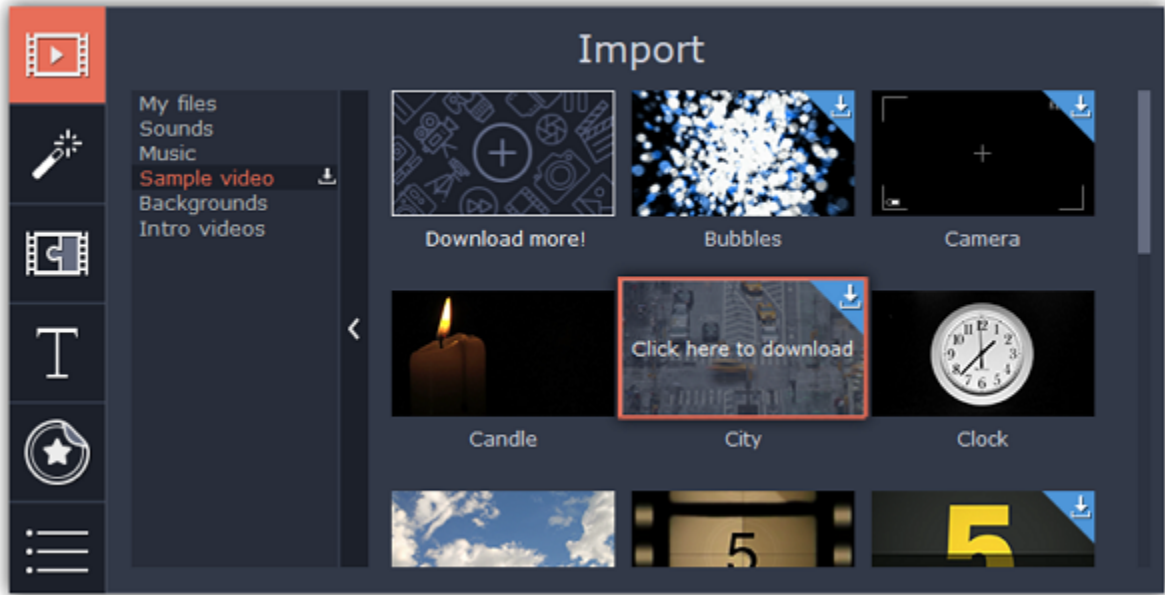 Import
My files
Sounds
Music
Sample video
Backgrounds
Intro videos
Download more!
Bubbles
Camera
Click here to download
Candle
City
Clock
5
5
T